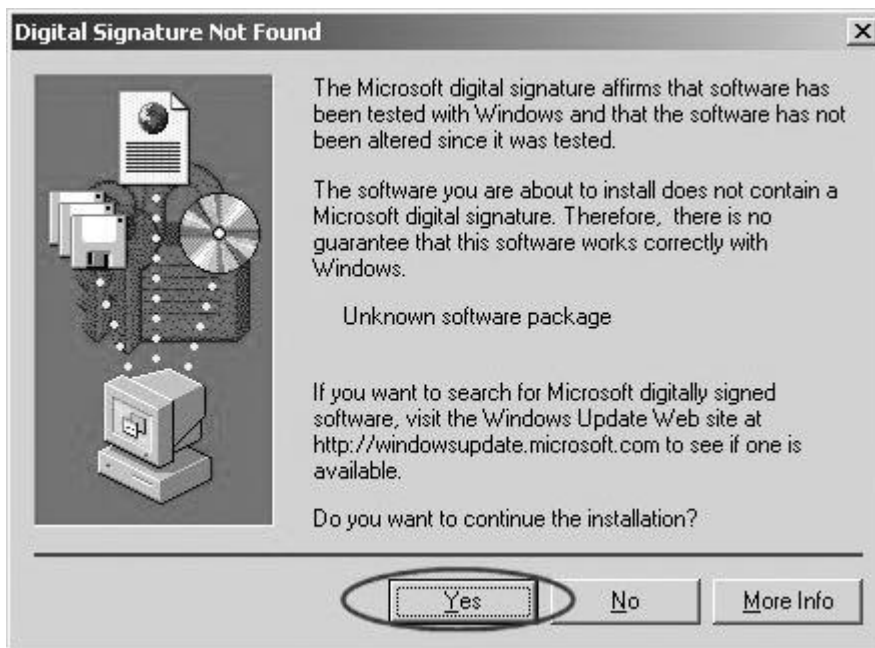 Digital Signature Not Found
The Microsoft digital signature affirms that software has
been tested with Windows and that the software has not
been altered since it was tested.
The software you are about to install does not contain a
Microsoft digital signature. Therefore, there is no
guarantee that this software works correctly with
Windows.
Unknown software package
If you want to search for Microsoft digitally signed
software, visit the Windows Update Web site at
http://windowsupdate.microsoft.com to see if one is
available.
Do you want to continue the installation?
Yes No More Info